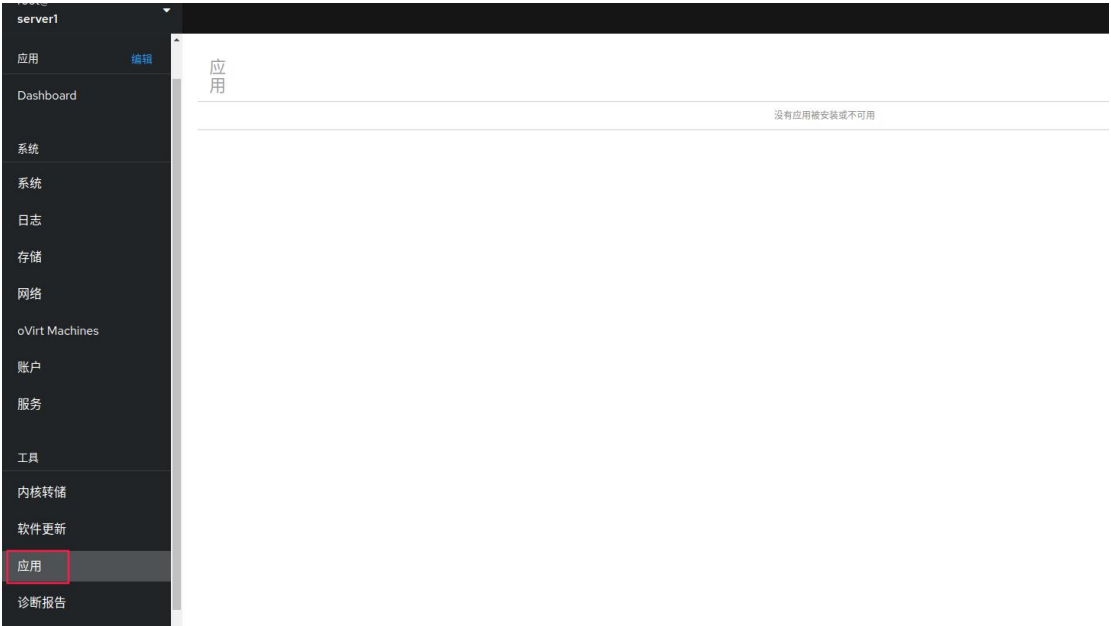 server1
应用 编辑
Dashboard
系统
系统
日志
存储
网络
oVirt Machines
账户
服务
工具
内核转储
软件更新
应用
诊断报告
应
用
没有应用被安装或不可用